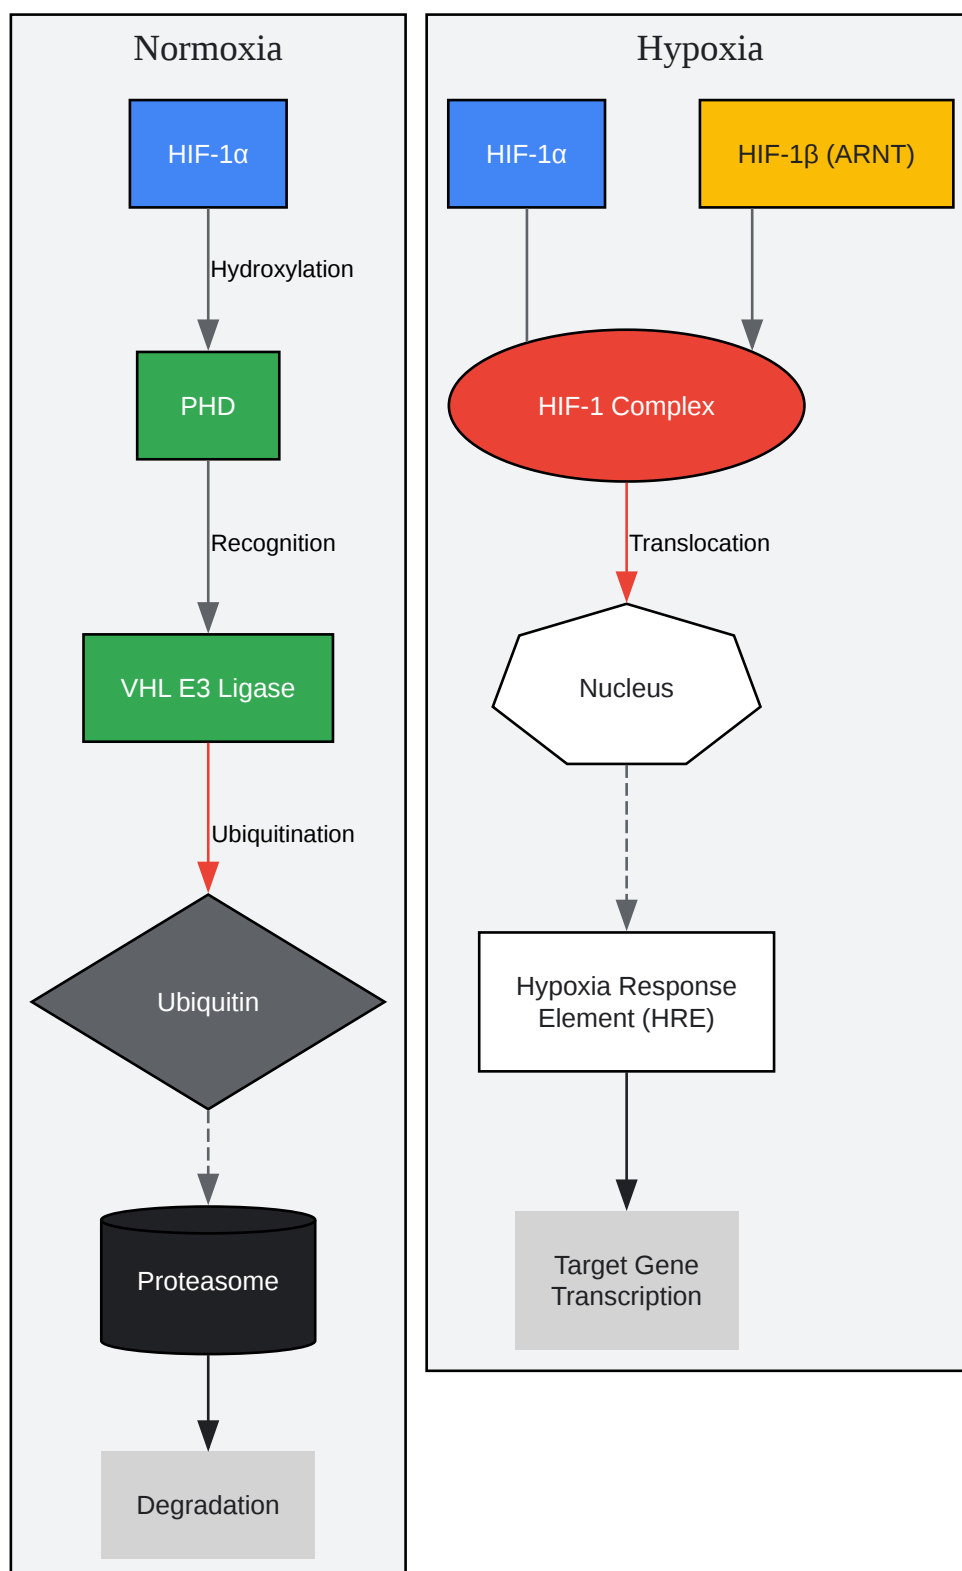 Normoxia
HIF-1α
Hydroxylation
PHD
Recognition
VHL E3 Ligase
Ubiquitination
Ubiquitin
Proteasome
Degradation
Hypoxia
HIF-1α
HIF-1β (ARNT)
HIF-1 Complex
Translocation
Nucleus
Hypoxia Response
Element (HRE)
Target Gene
Transcription